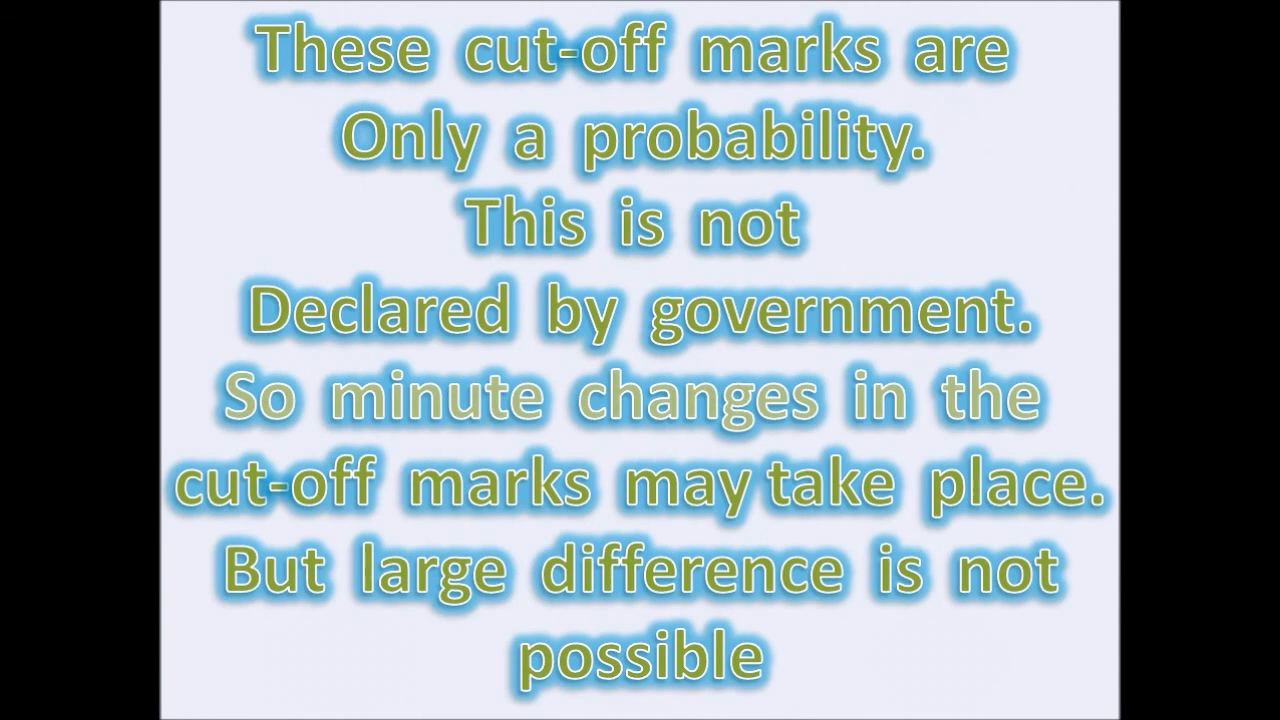 These cut-off marks are
Only a probability.
This is not
Declared by government.
So minute changes in the
cut-off marks may take place.
But large difference is not
possible